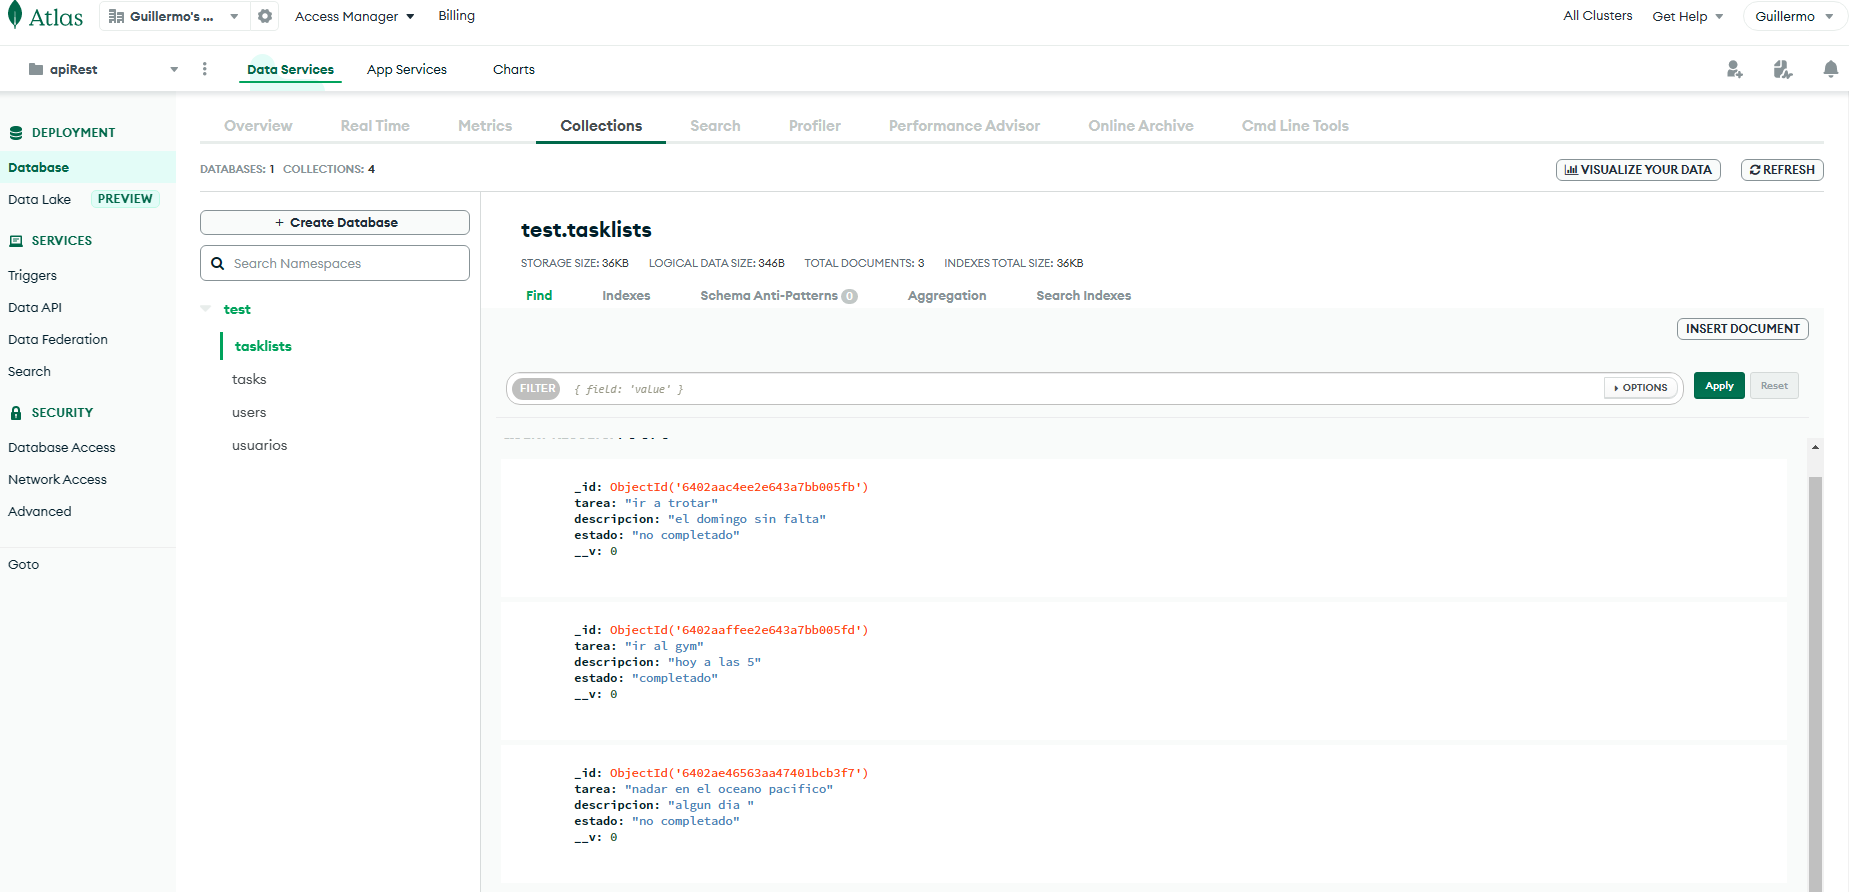 Atlas
Guillermo's ...
Access Manager
Billing
All Clusters
Get Help
Guillermo
apiRest
Data Services
App Services
Charts
DEPLOYMENT
Database
Data Lake PREVIEW
SERVICES
Triggers
Data API
Data Federation
Search
SECURITY
Database Access
Network Access
Advanced
Goto
Overview
Real Time
Metrics
Collections
Search
Profiler
Performance Advisor
Online Archive
Cmd Line Tools
DATABASES: 1 COLLECTIONS: 4
VISUALIZE YOUR DATA
REFRESH
+ Create Database
Search Namespaces
test
tasklists
tasks
users
usuarios
test.tasklists
STORAGE SIZE: 36KB LOGICAL DATA SIZE: 346B TOTAL DOCUMENTS: 3 INDEXES TOTAL SIZE: 36KB
Find
Indexes
Schema Anti-Patterns 0
Aggregation
Search Indexes
INSERT DOCUMENT
FILTER { field: 'value' }
OPTIONS
Apply
Reset
_id: ObjectId('6402aac4ee2e643a7bb005fb')
tarea: "ir a trotar"
descripcion: "el domingo sin falta"
estado: "no completado"
__v: 0
_id: ObjectId('6402aaffee2e643a7bb005fd')
tarea: "ir al gym"
descripcion: "hoy a las 5"
estado: "completado"
__v: 0
_id: ObjectId('6402ae46563aa47401bcb3f7')
tarea: "nadar en el oceano pacifico"
descripcion: "algun dia "
estado: "no completado"
__v: 0